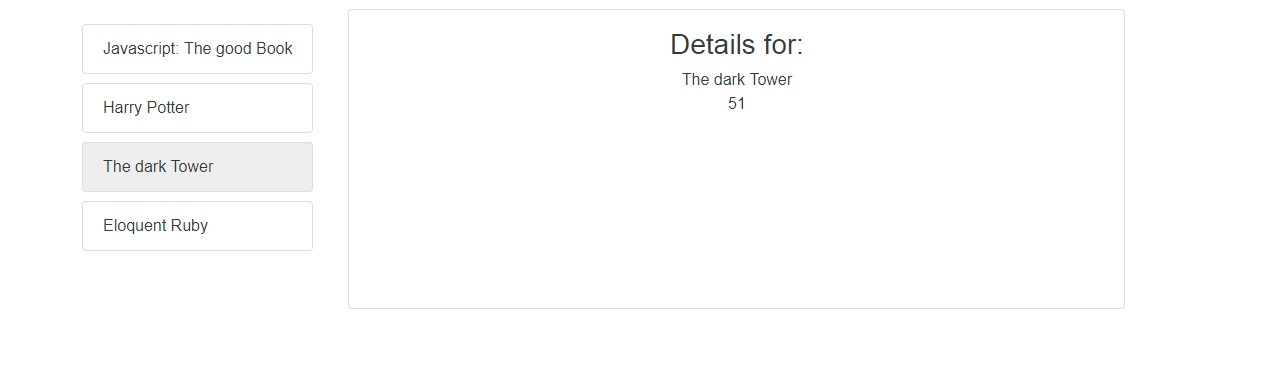 Javascript: The good Book
Harry Potter
The dark Tower
Eloquent Ruby
Details for:
The dark Tower
51